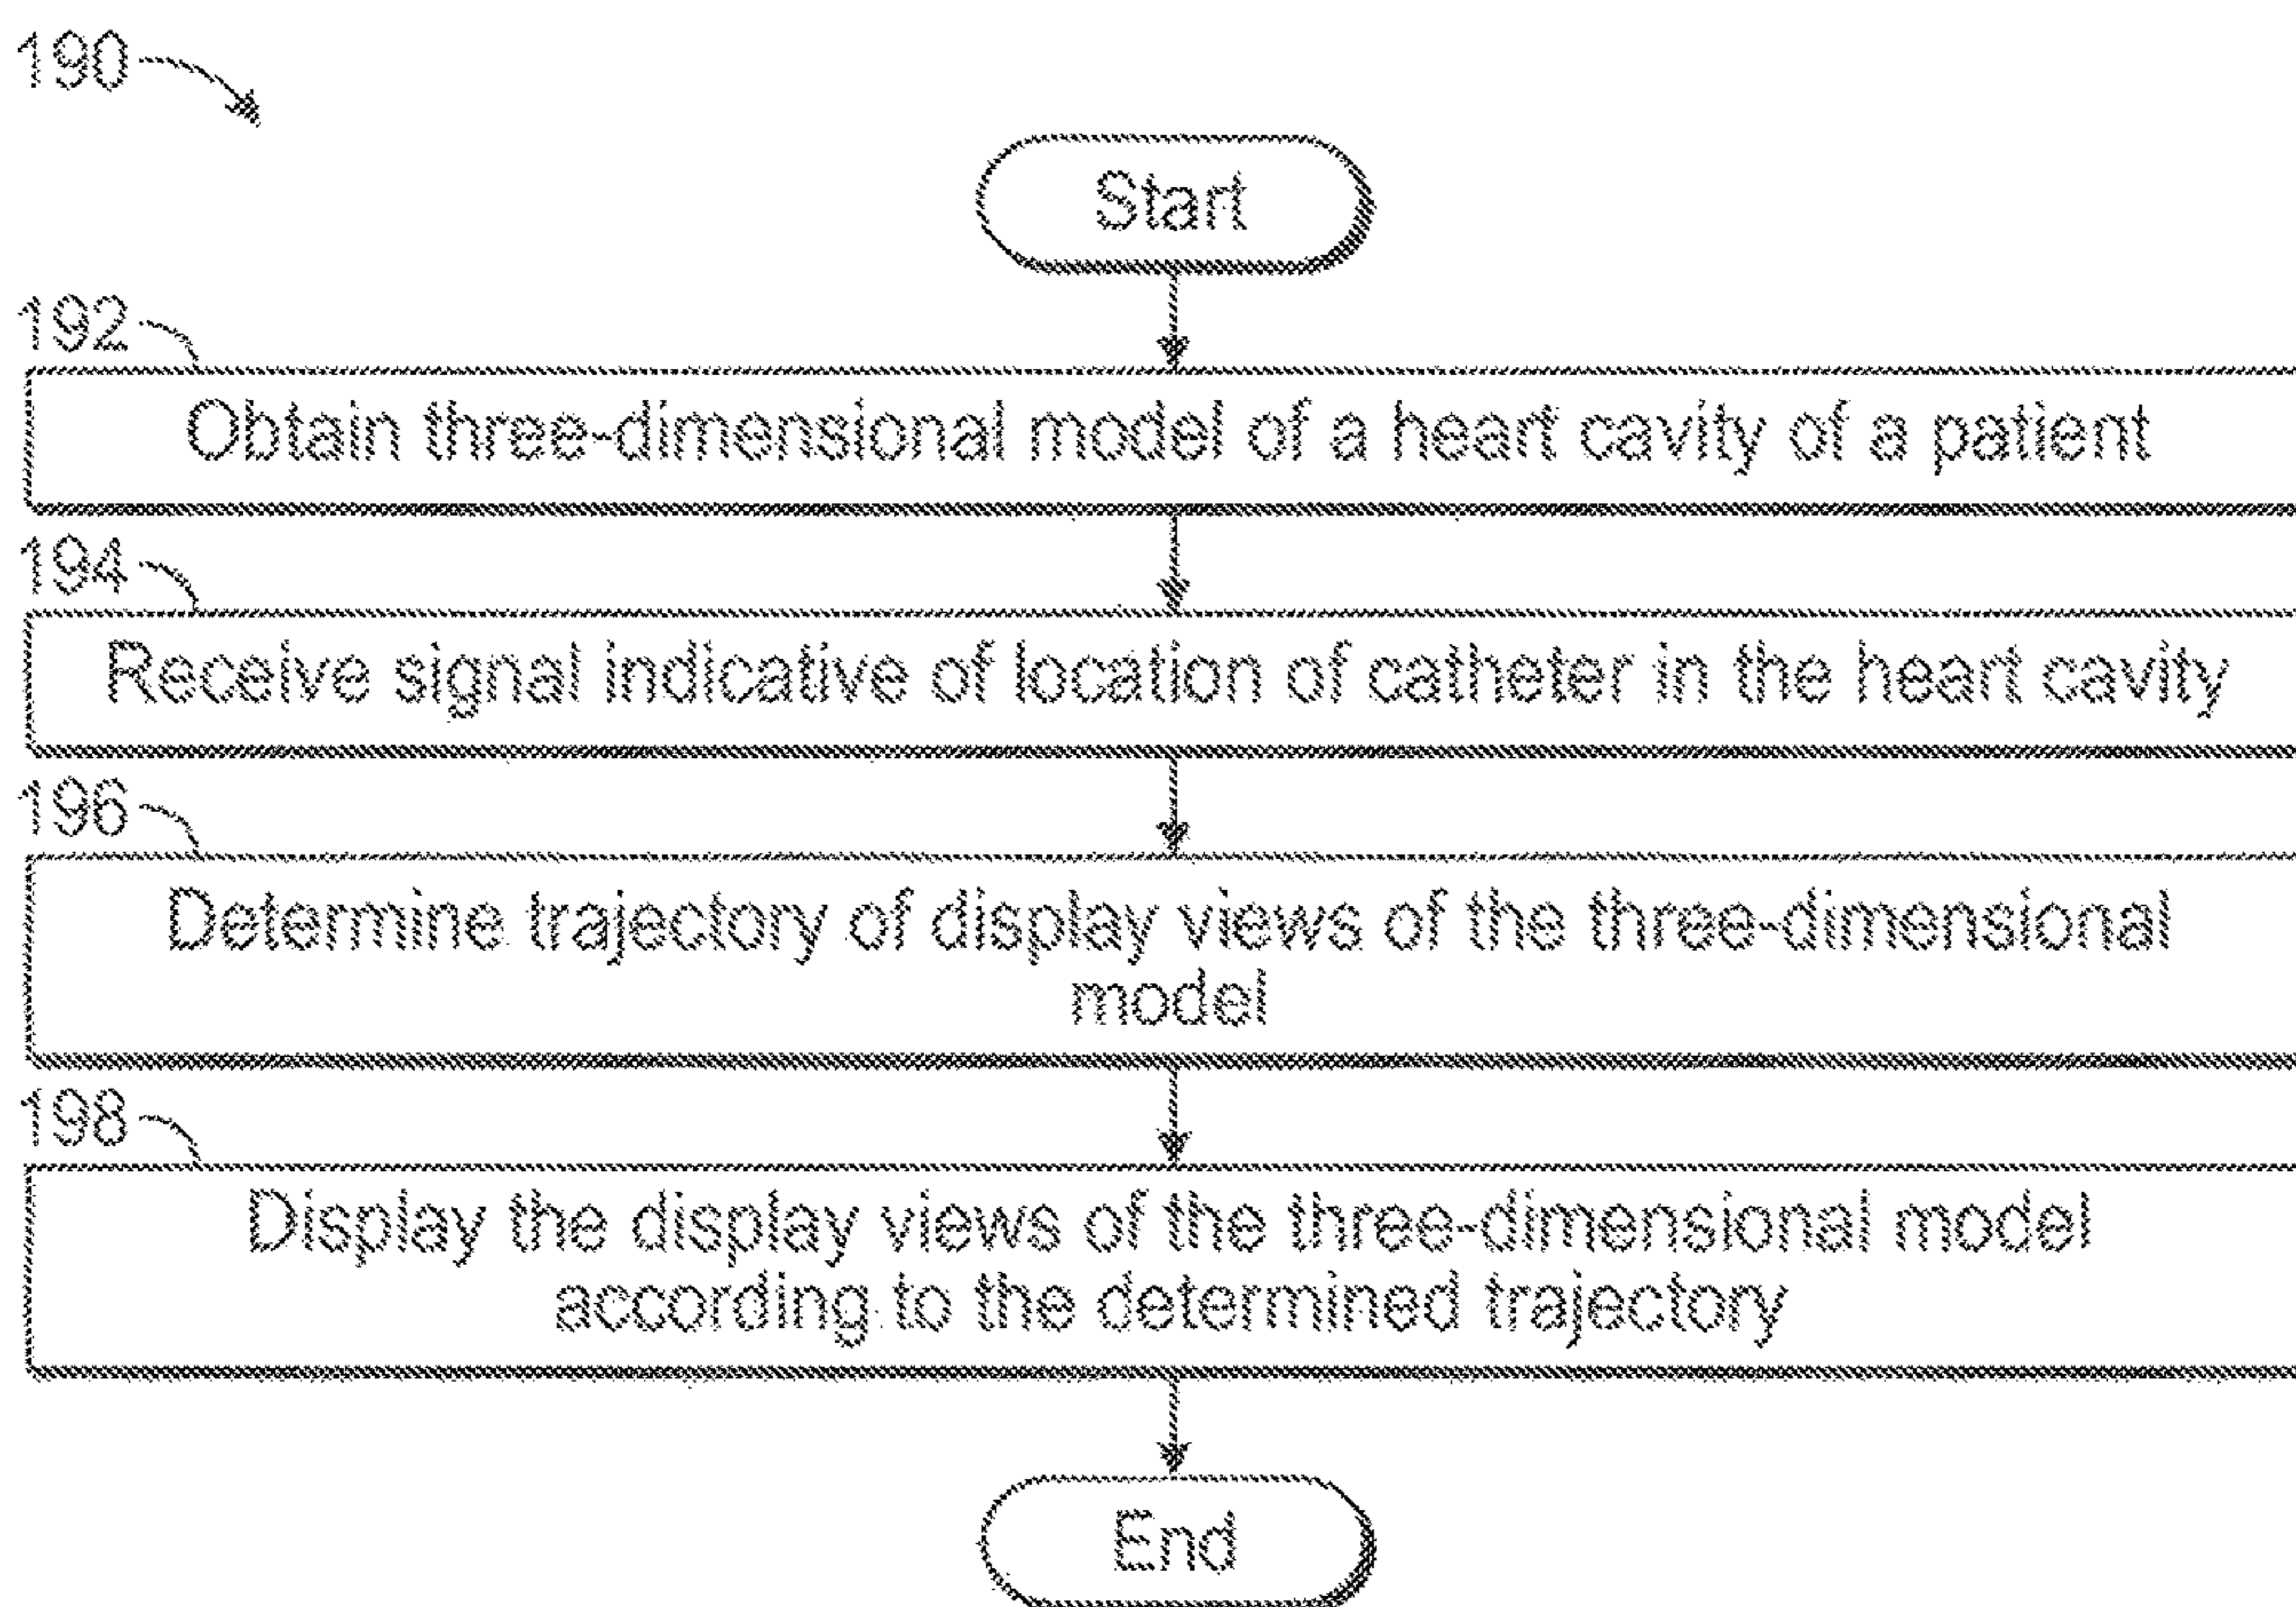 190
Start
192
Obtain three-dimensional model of a heart cavity of a patient
194
Receive signal indicative of location of catheter in the heart cavity
196
Determine trajectory of display views of the three-dimensional
model
198
Display the display views of the three-dimensional model
according to the determined trajectory
End